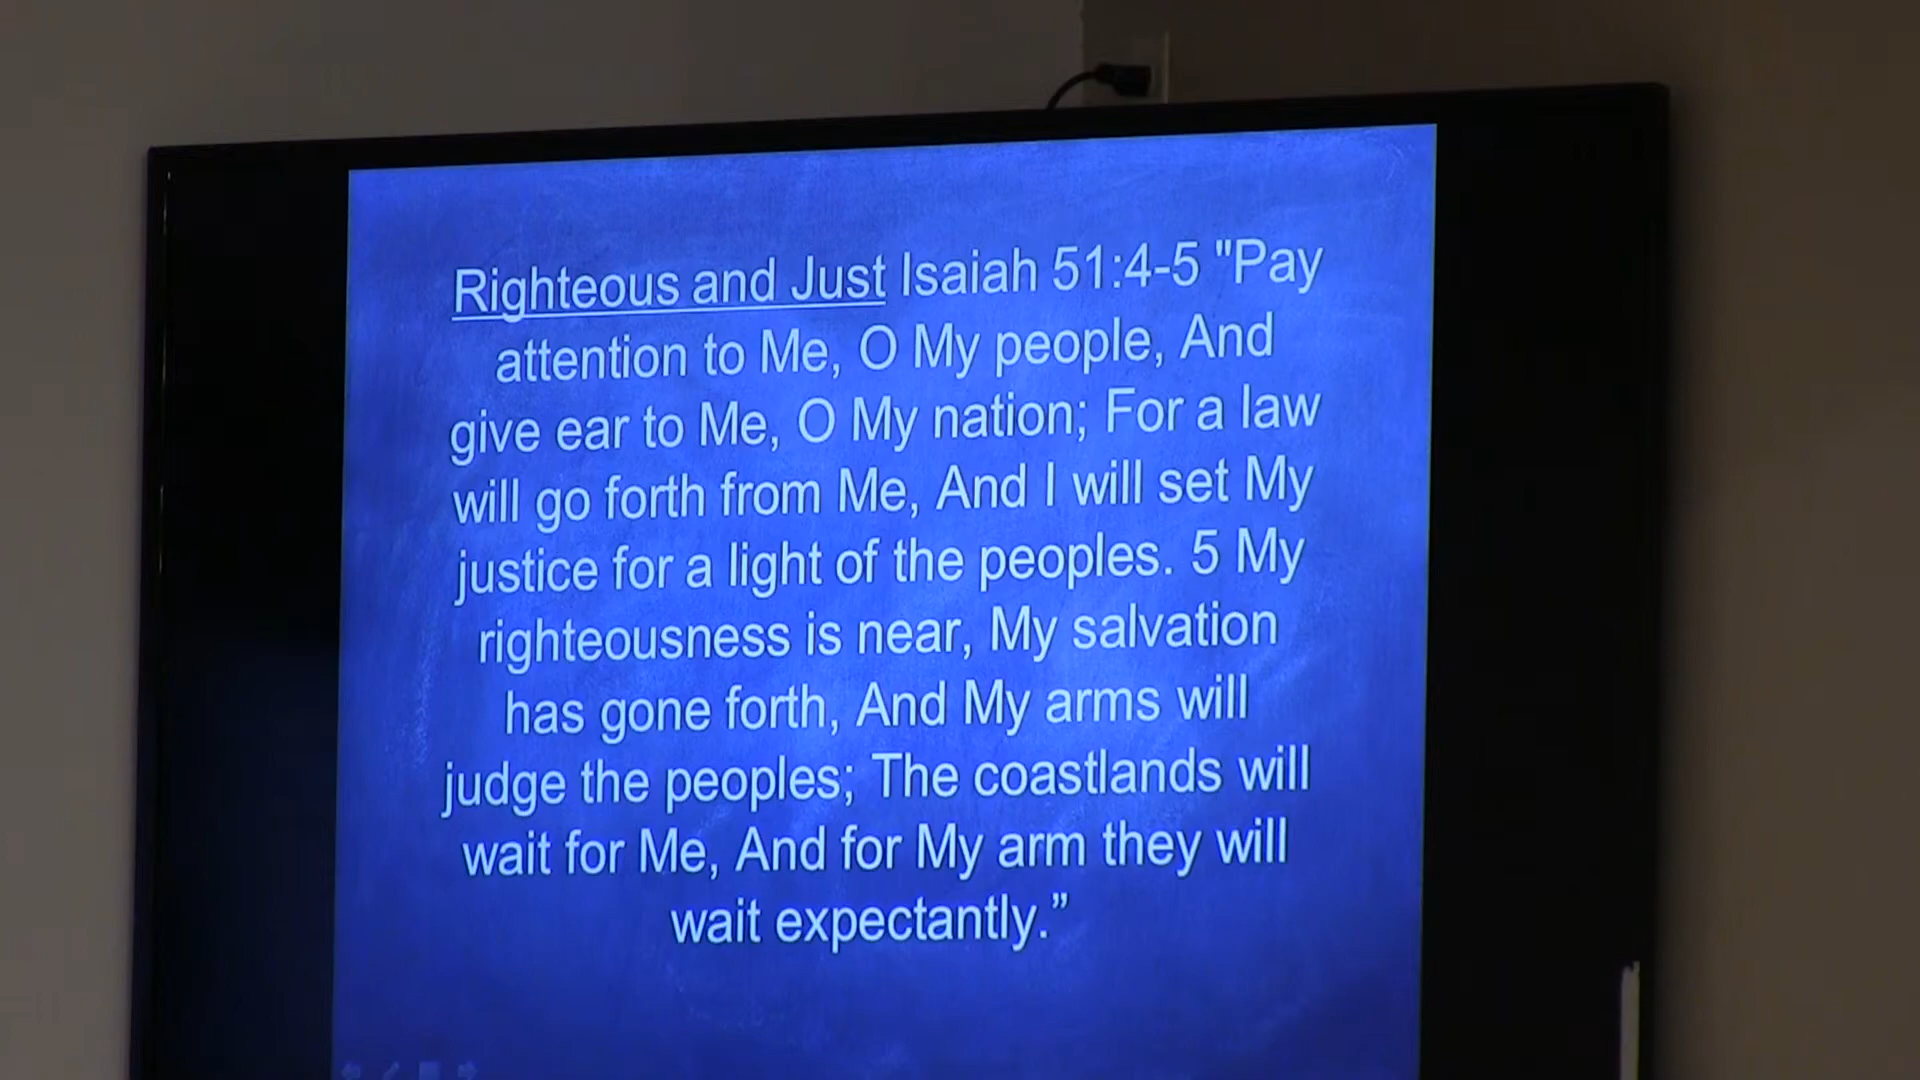 Righteous and Just Isaiah 51:4-5 "Pay
attention to Me, O My people, And
give ear to Me, O My nation; For a law
will go forth from Me, And I will set My
justice for a light of the peoples. 5 My
righteousness is near, My salvation
has gone forth, And My arms will
judge the peoples; The coastlands will
wait for Me, And for My arm they will
wait expectantly.”